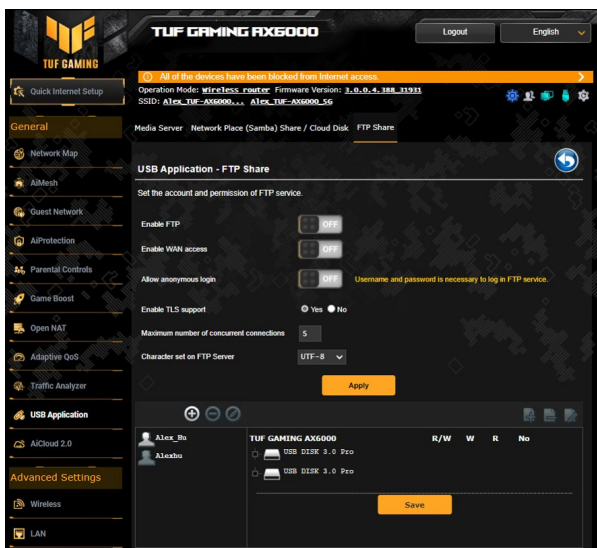 TUF GAMING AX6000
Logout
English
TUF GAMING
All of the devices have been blocked from Internet access.
Quick Internet Setup
Operation Mode: Wireless router Firmware Version: 3.0.0.4.388_31931
SSID: Alex_TUF-AX6000... Alex_TUF-AX6000_5G
General
Network Map
AiMesh
Guest Network
AiProtection
Parental Controls
Game Boost
Open NAT
Adaptive QoS
Traffic Analyzer
USB Application
AiCloud 2.0
Advanced Settings
Wireless
LAN
Media Server Network Place (Samba) Share / Cloud Disk FTP Share
USB Application - FTP Share
Set the account and permission of FTP service.
Enable FTP OFF
Enable WAN access OFF
Allow anonymous login OFF Username and password is necessary to log in FTP service.
Enable TLS support Yes No
Maximum number of concurrent connections 5
Character set on FTP Server UTF-8
Apply
Alex_Hu
Alexhu
TUF GAMING AX6000 R/W W R No
USB DISK 3.0 Pro
USB DISK 3.0 Pro
Save